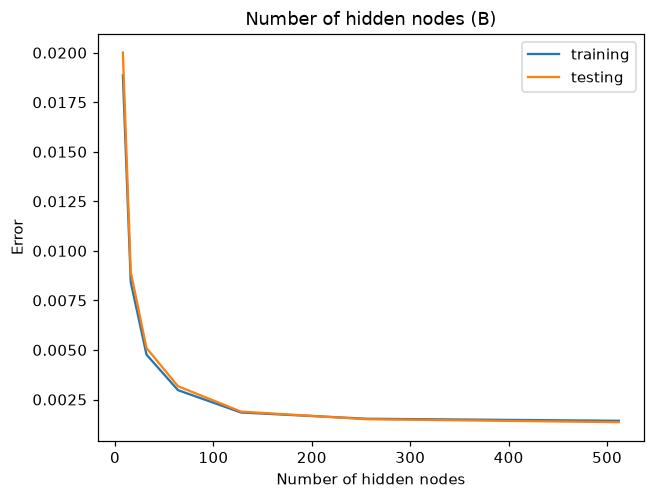 Number of hidden nodes (B)
training
testing
0.0200
0.0175
0.0150
0.0125
0.0100
0.0075
0.0050
0.0025
Error
0 100 200 300 400 500
Number of hidden nodes